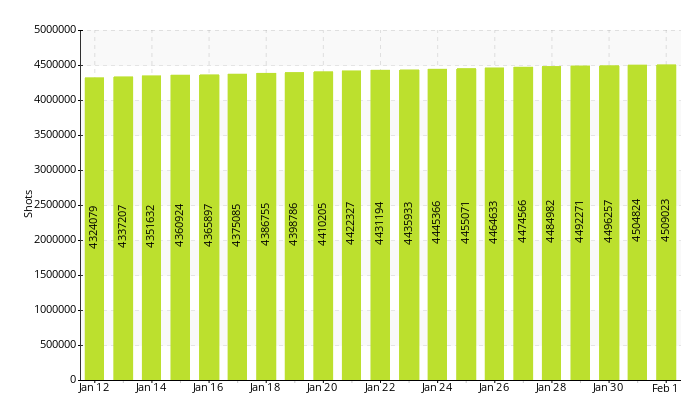 5000000
4500000
4000000
3500000
3000000
2500000
2000000
1500000
1000000
500000
0
Shots
4324079
4337207
4351632
4360924
4365897
4375085
4386755
4398786
4410205
4422327
4431194
4435933
4445366
4455071
4464633
4474566
4484982
4492271
4496257
4504824
4509023
Jan 12
Jan 14
Jan 16
Jan 18
Jan 20
Jan 22
Jan 24
Jan 26
Jan 28
Jan 30
Feb 1